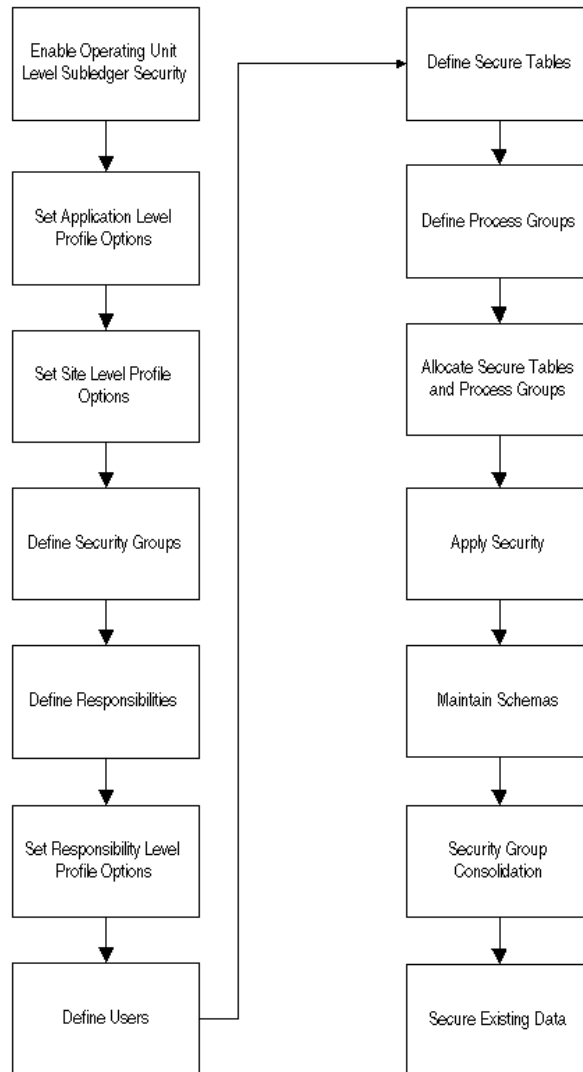 Enable Operating Unit
Level Subledger Security
Set Application Level
Profile Options
Set Site Level Profile
Options
Define Security Groups
Define Responsibilities
Set Responsibility Level
Profile Options
Define Users
Define Secure Tables
Define Process Groups
Allocate Secure Tables
and Process Groups
Apply Security
Maintain Schemas
Security Group
Consolidation
Secure Existing Data